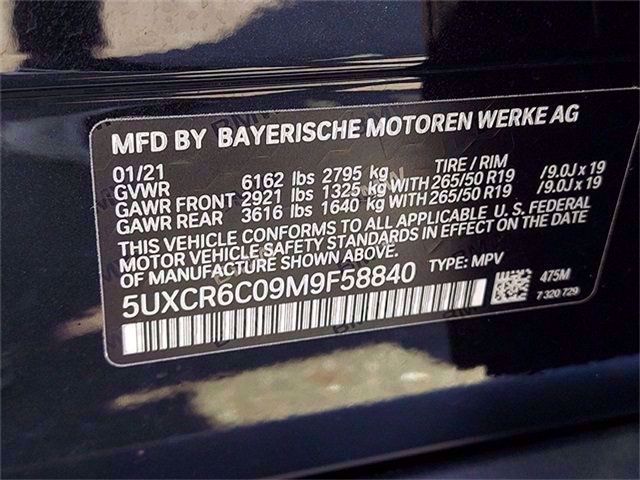 MFD BY BAYERISCHE MOTOREN WERKE AG
01/21 TIRE / RIM
GVWR 6162 lbs 2795 kg
GAWR FRONT 2921 lbs 1325 kg WITH 265/50 R19 /9.0J x 19
GAWR REAR 3616 lbs 1640 kg WITH 265/50 R19 /9.0J x 19
THIS VEHICLE CONFORMS TO ALL APPLICABLE U.S. FEDERAL
MOTOR VEHICLE SAFETY STANDARDS IN EFFECT ON THE DATE
OF MANUFACTURE SHOWN ABOVE.
5UXCR6C09M9F58840 TYPE: MPV
475M
7 320 729